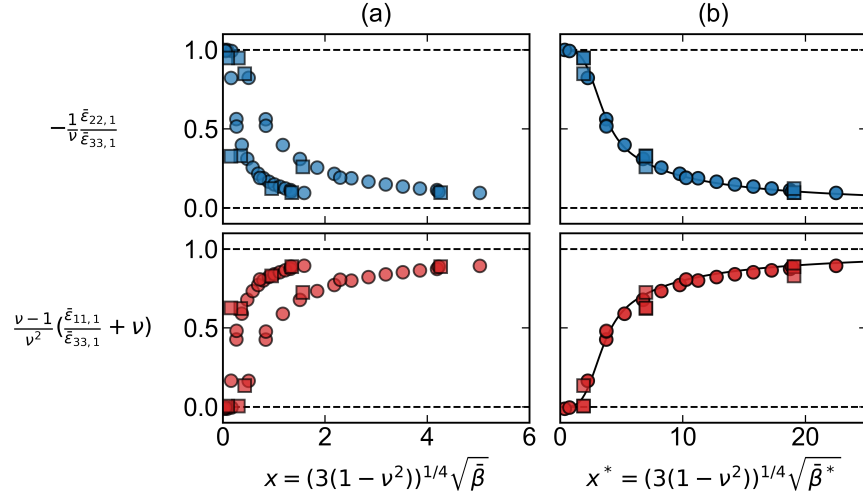 (a) (b)
1.0
−1/ν ε̄₂₂,₁/ε̄₃₃,₁
0.5
0.0
1.0
ν − 1/ν² (ε̄₁₁,₁/ε̄₃₃,₁ + ν)
0.5
0.0
0 2 4 6 0 10 20
x = (3(1 − ν²))^1/4 √β̄ x* = (3(1 − ν²))^1/4 √β̄*